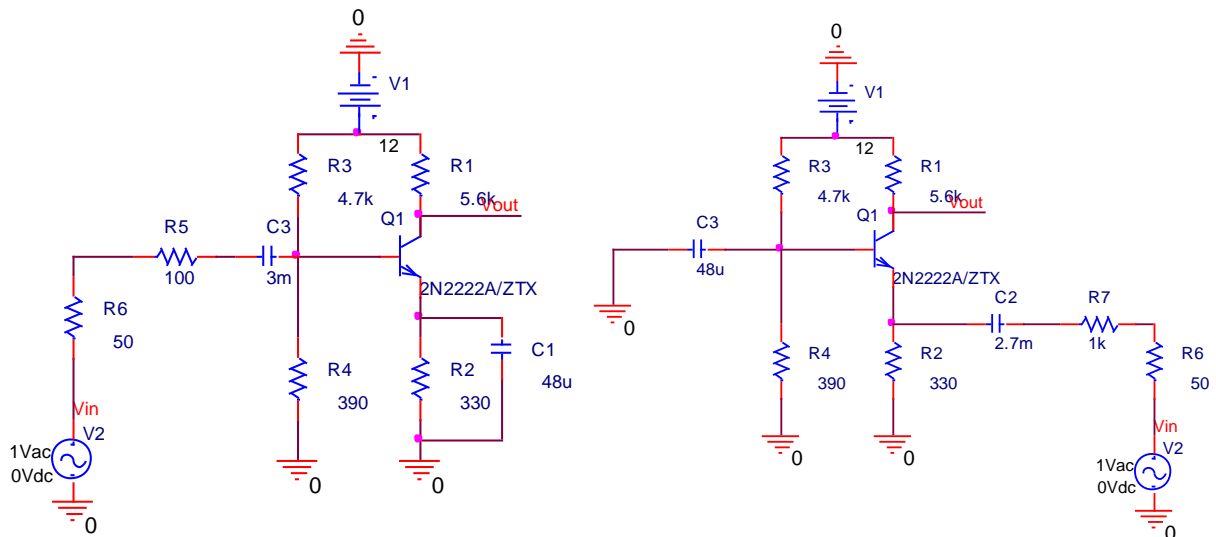 0
V1
12
R3
4.7k
R1
5.6k
Vout
Q1
R5
100
C3
3m
2N2222A/ZTX
R6
50
R4
390
R2
330
C1
48u
Vin
V2
1Vac
0Vdc
0
0
0
0
V1
12
R3
4.7k
R1
5.6k
Vout
Q1
C3
48u
2N2222A/ZTX
0
C2
2.7m
R7
1k
R4
390
R2
330
R6
50
Vin
V2
1Vac
0Vdc
0
0
0